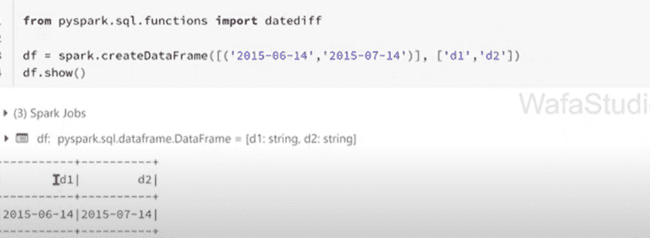 from pyspark.sql.functions import datediff
2
3
df = spark.createDataFrame([('2015-06-14','2015-07-14')], ['d1','d2'])
df.show()
(3) Spark Jobs
WafaStudi
df: pyspark.sql.dataframe.DataFrame = [d1: string, d2: string]
----------+----------+
d1| d2|
----------+----------+
2015-06-14|2015-07-14|
----------+----------+